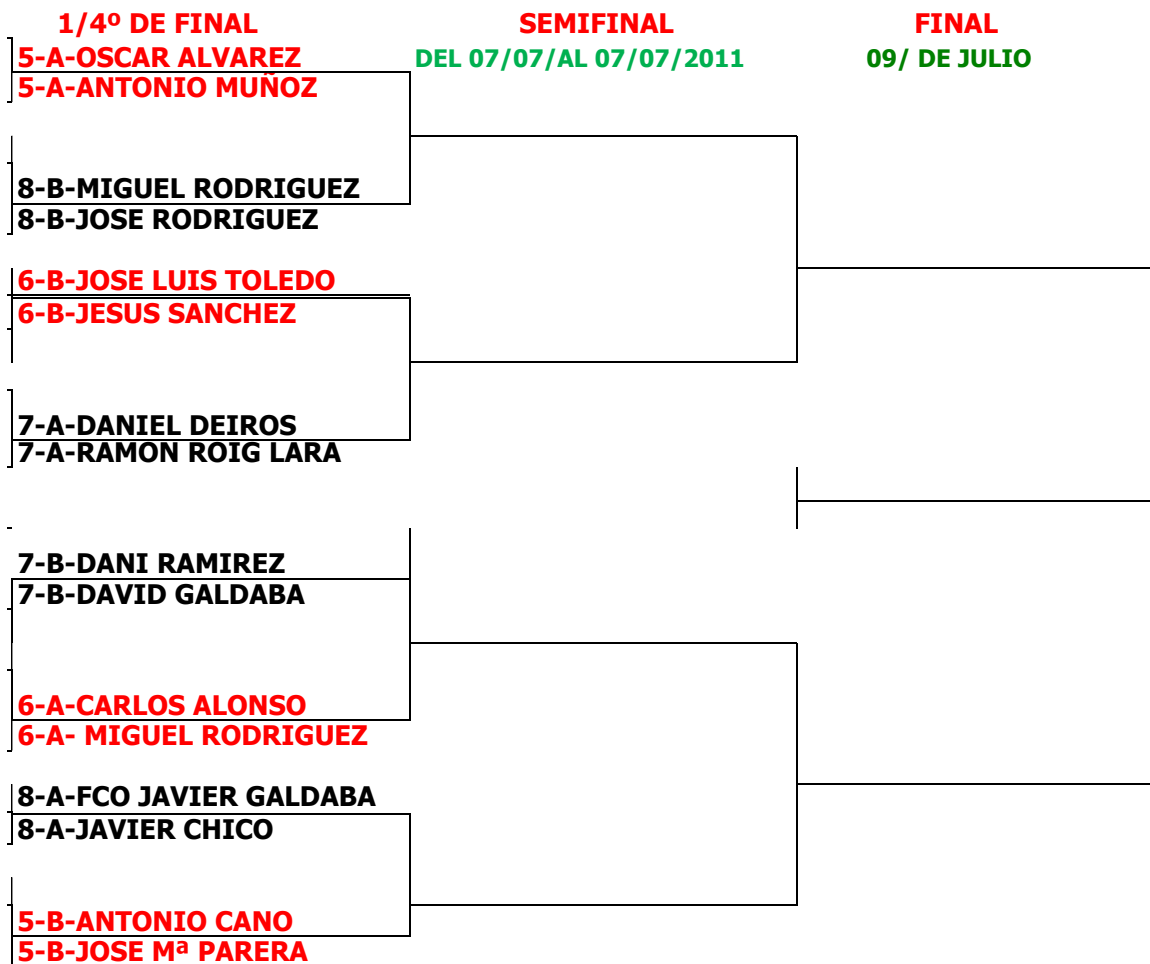 1/4º DE FINAL
SEMIFINAL
FINAL
5-A-OSCAR ALVAREZ
DEL 07/07/AL 07/07/2011
09/ DE JULIO
5-A-ANTONIO MUÑOZ
8-B-MIGUEL RODRIGUEZ
8-B-JOSE RODRIGUEZ
6-B-JOSE LUIS TOLEDO
6-B-JESUS SANCHEZ
7-A-DANIEL DEIROS
7-A-RAMON ROIG LARA
7-B-DANI RAMIREZ
7-B-DAVID GALDABA
6-A-CARLOS ALONSO
6-A- MIGUEL RODRIGUEZ
8-A-FCO JAVIER GALDABA
8-A-JAVIER CHICO
5-B-ANTONIO CANO
5-B-JOSE Mª PARERA